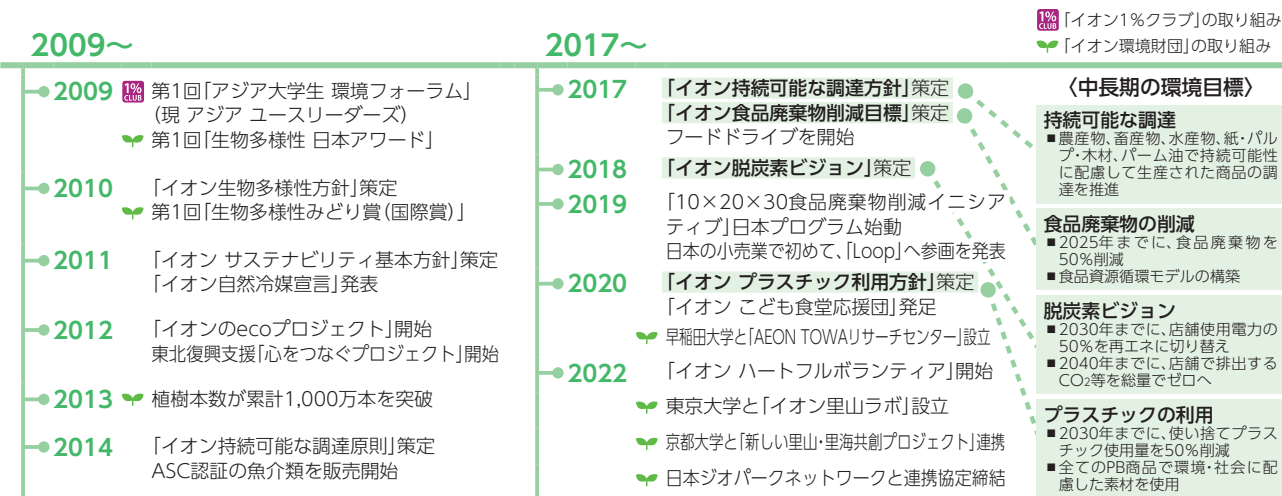 1% CLUB 「イオン1%クラブ」の取り組み
「イオン環境財団」の取り組み
2009〜
2009 1% CLUB 第1回「アジア大学生 環境フォーラム」
(現 アジア ユースリーダーズ)
第1回「生物多様性 日本アワード」
2010 「イオン生物多様性方針」策定
第1回「生物多様性みどり賞(国際賞)」
2011 「イオン サステナビリティ基本方針」策定
「イオン自然冷媒宣言」発表
2012 「イオンのecoプロジェクト」開始
東北復興支援「心をつなぐプロジェクト」開始
2013 植樹本数が累計1,000万本を突破
2014 「イオン持続可能な調達原則」策定
ASC認証の魚介類を販売開始
2017〜
2017 「イオン持続可能な調達方針」策定
「イオン食品廃棄物削減目標」策定
フードドライブを開始
2018 「イオン脱炭素ビジョン」策定
2019 「10×20×30食品廃棄物削減イニシア
ティブ」日本プログラム始動
日本の小売業で初めて、「Loop」へ参画を発表
2020 「イオン プラスチック利用方針」策定
「イオン こども食堂応援団」発足
早稲田大学と「AEON TOWAリサーチセンター」設立
2022 「イオン ハートフルボランティア」開始
東京大学と「イオン里山ラボ」設立
京都大学と「新しい里山・里海共創プロジェクト」連携
日本ジオパークネットワークと連携協定締結
〈中長期の環境目標〉
持続可能な調達
■農産物、畜産物、水産物、紙・パル
プ・木材、パーム油で持続可能性
に配慮して生産された商品の調
達を推進
食品廃棄物の削減
■2025年までに、食品廃棄物を
50%削減
■食品資源循環モデルの構築
脱炭素ビジョン
■2030年までに、店舗使用電力の
50%を再エネに切り替え
■2040年までに、店舗で排出する
CO2等を総量でゼロへ
プラスチックの利用
■2030年までに、使い捨てプラス
チック使用量を50%削減
■全てのPB商品で環境・社会に配
慮した素材を使用